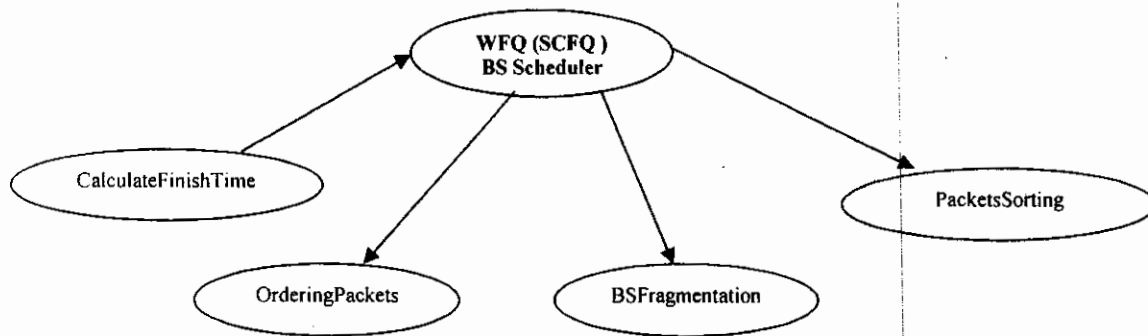 WFQ (SCFQ )
BS Scheduler
CalculateFinishTime
PacketsSorting
OrderingPackets
BSFragmentation